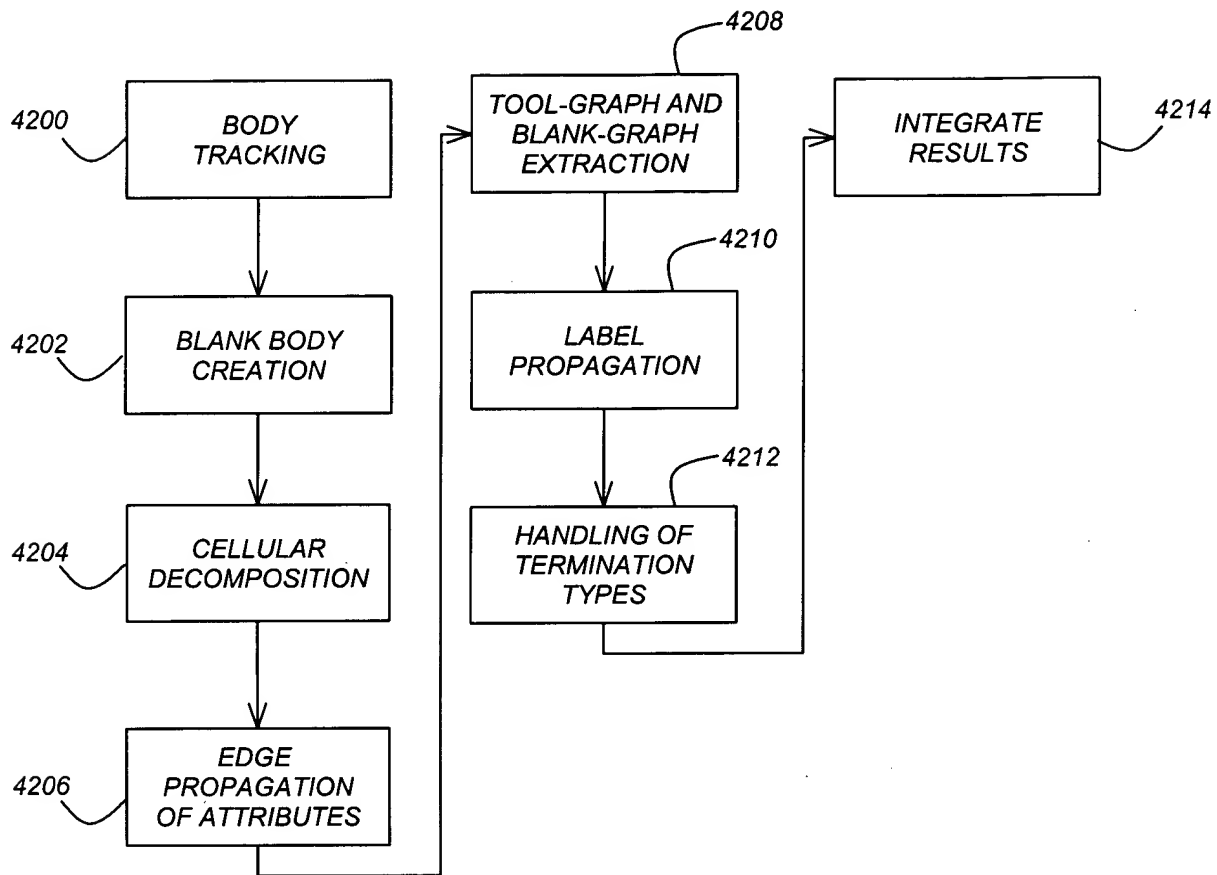 4200
BODY
TRACKING
4202
BLANK BODY
CREATION
4204
CELLULAR
DECOMPOSITION
4206
EDGE
PROPAGATION
OF ATTRIBUTES
4208
TOOL-GRAPH AND
BLANK-GRAPH
EXTRACTION
4210
LABEL
PROPAGATION
4212
HANDLING OF
TERMINATION
TYPES
4214
INTEGRATE
RESULTS